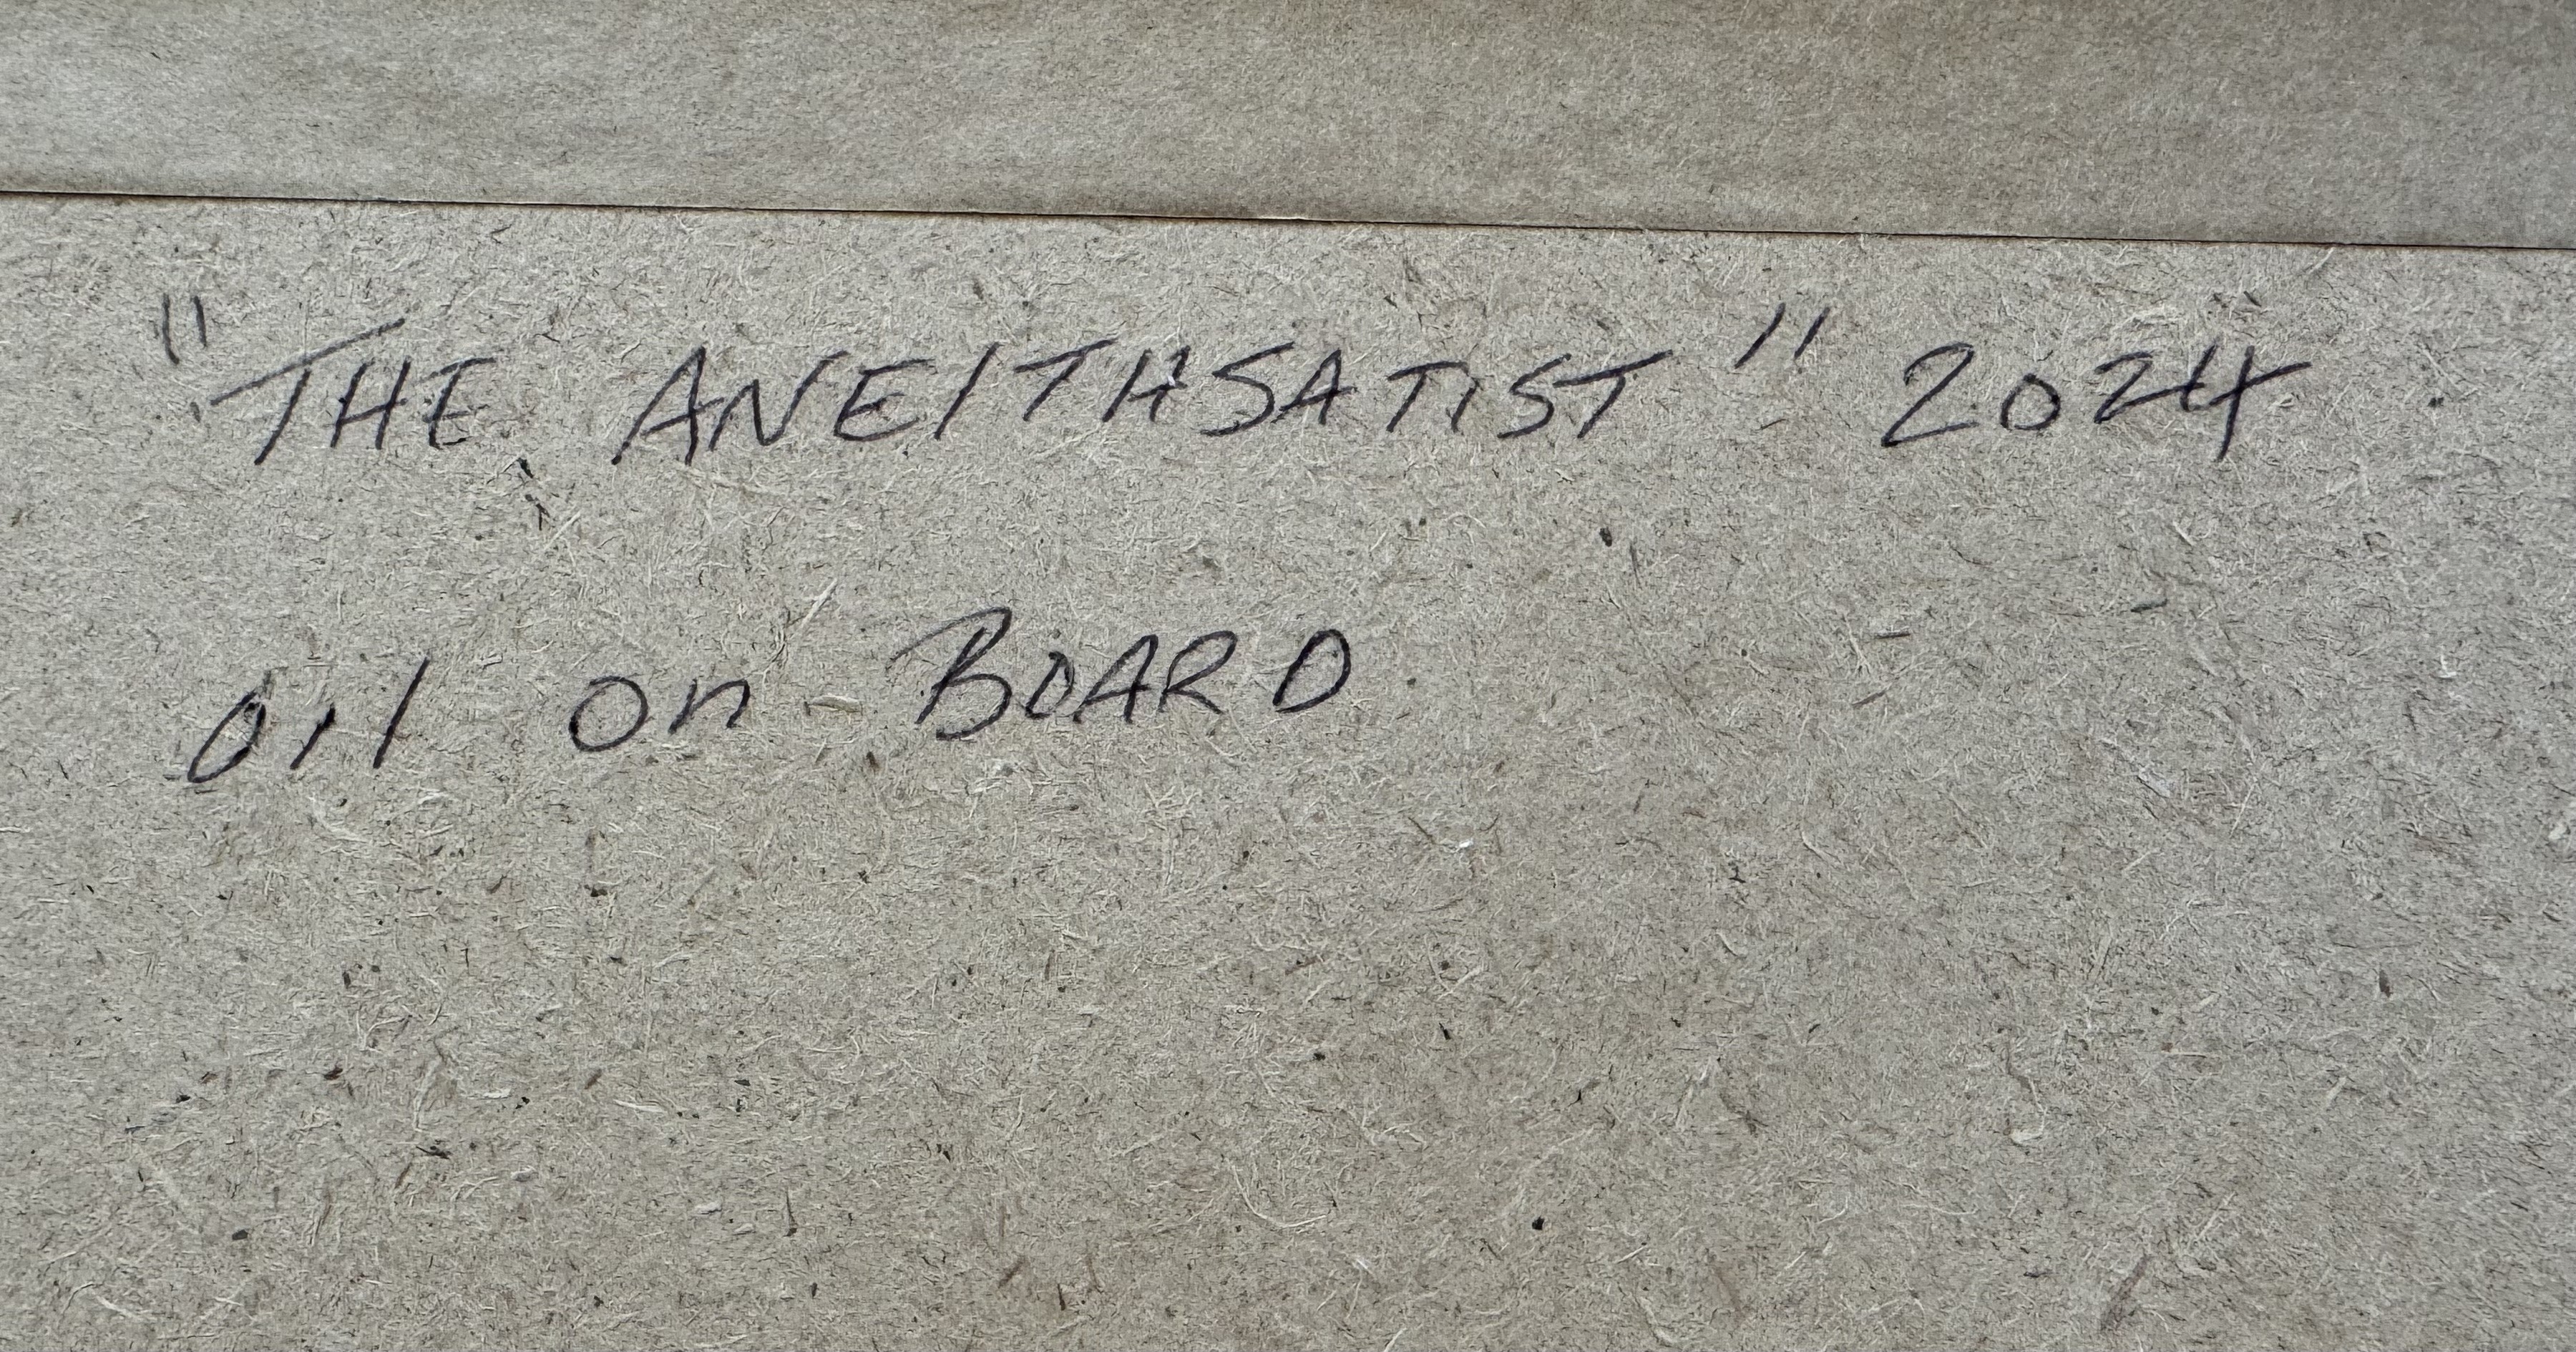 "THE ANEITHSATIST" 2024
Oil on BOARD